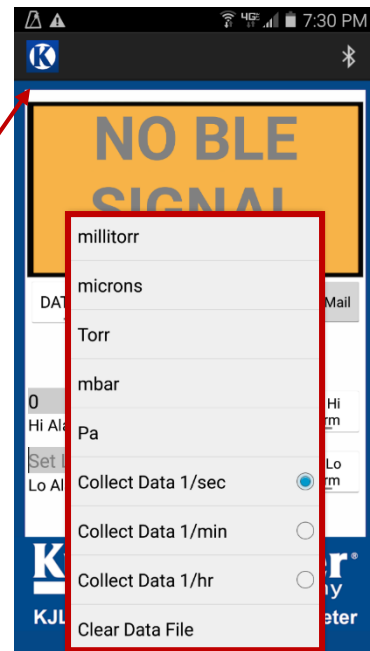 4G
7:30 PM
K
NO BLE
SIGNAL
millitorr
microns
DAT
Mail
Torr
mbar
0
Hi
Hi Ala
rm
Pa
Set L
Lo
Lo Al
rm
Collect Data 1/sec
Collect Data 1/min
K
r®
Collect Data 1/hr
ny
KJL
eter
Clear Data File